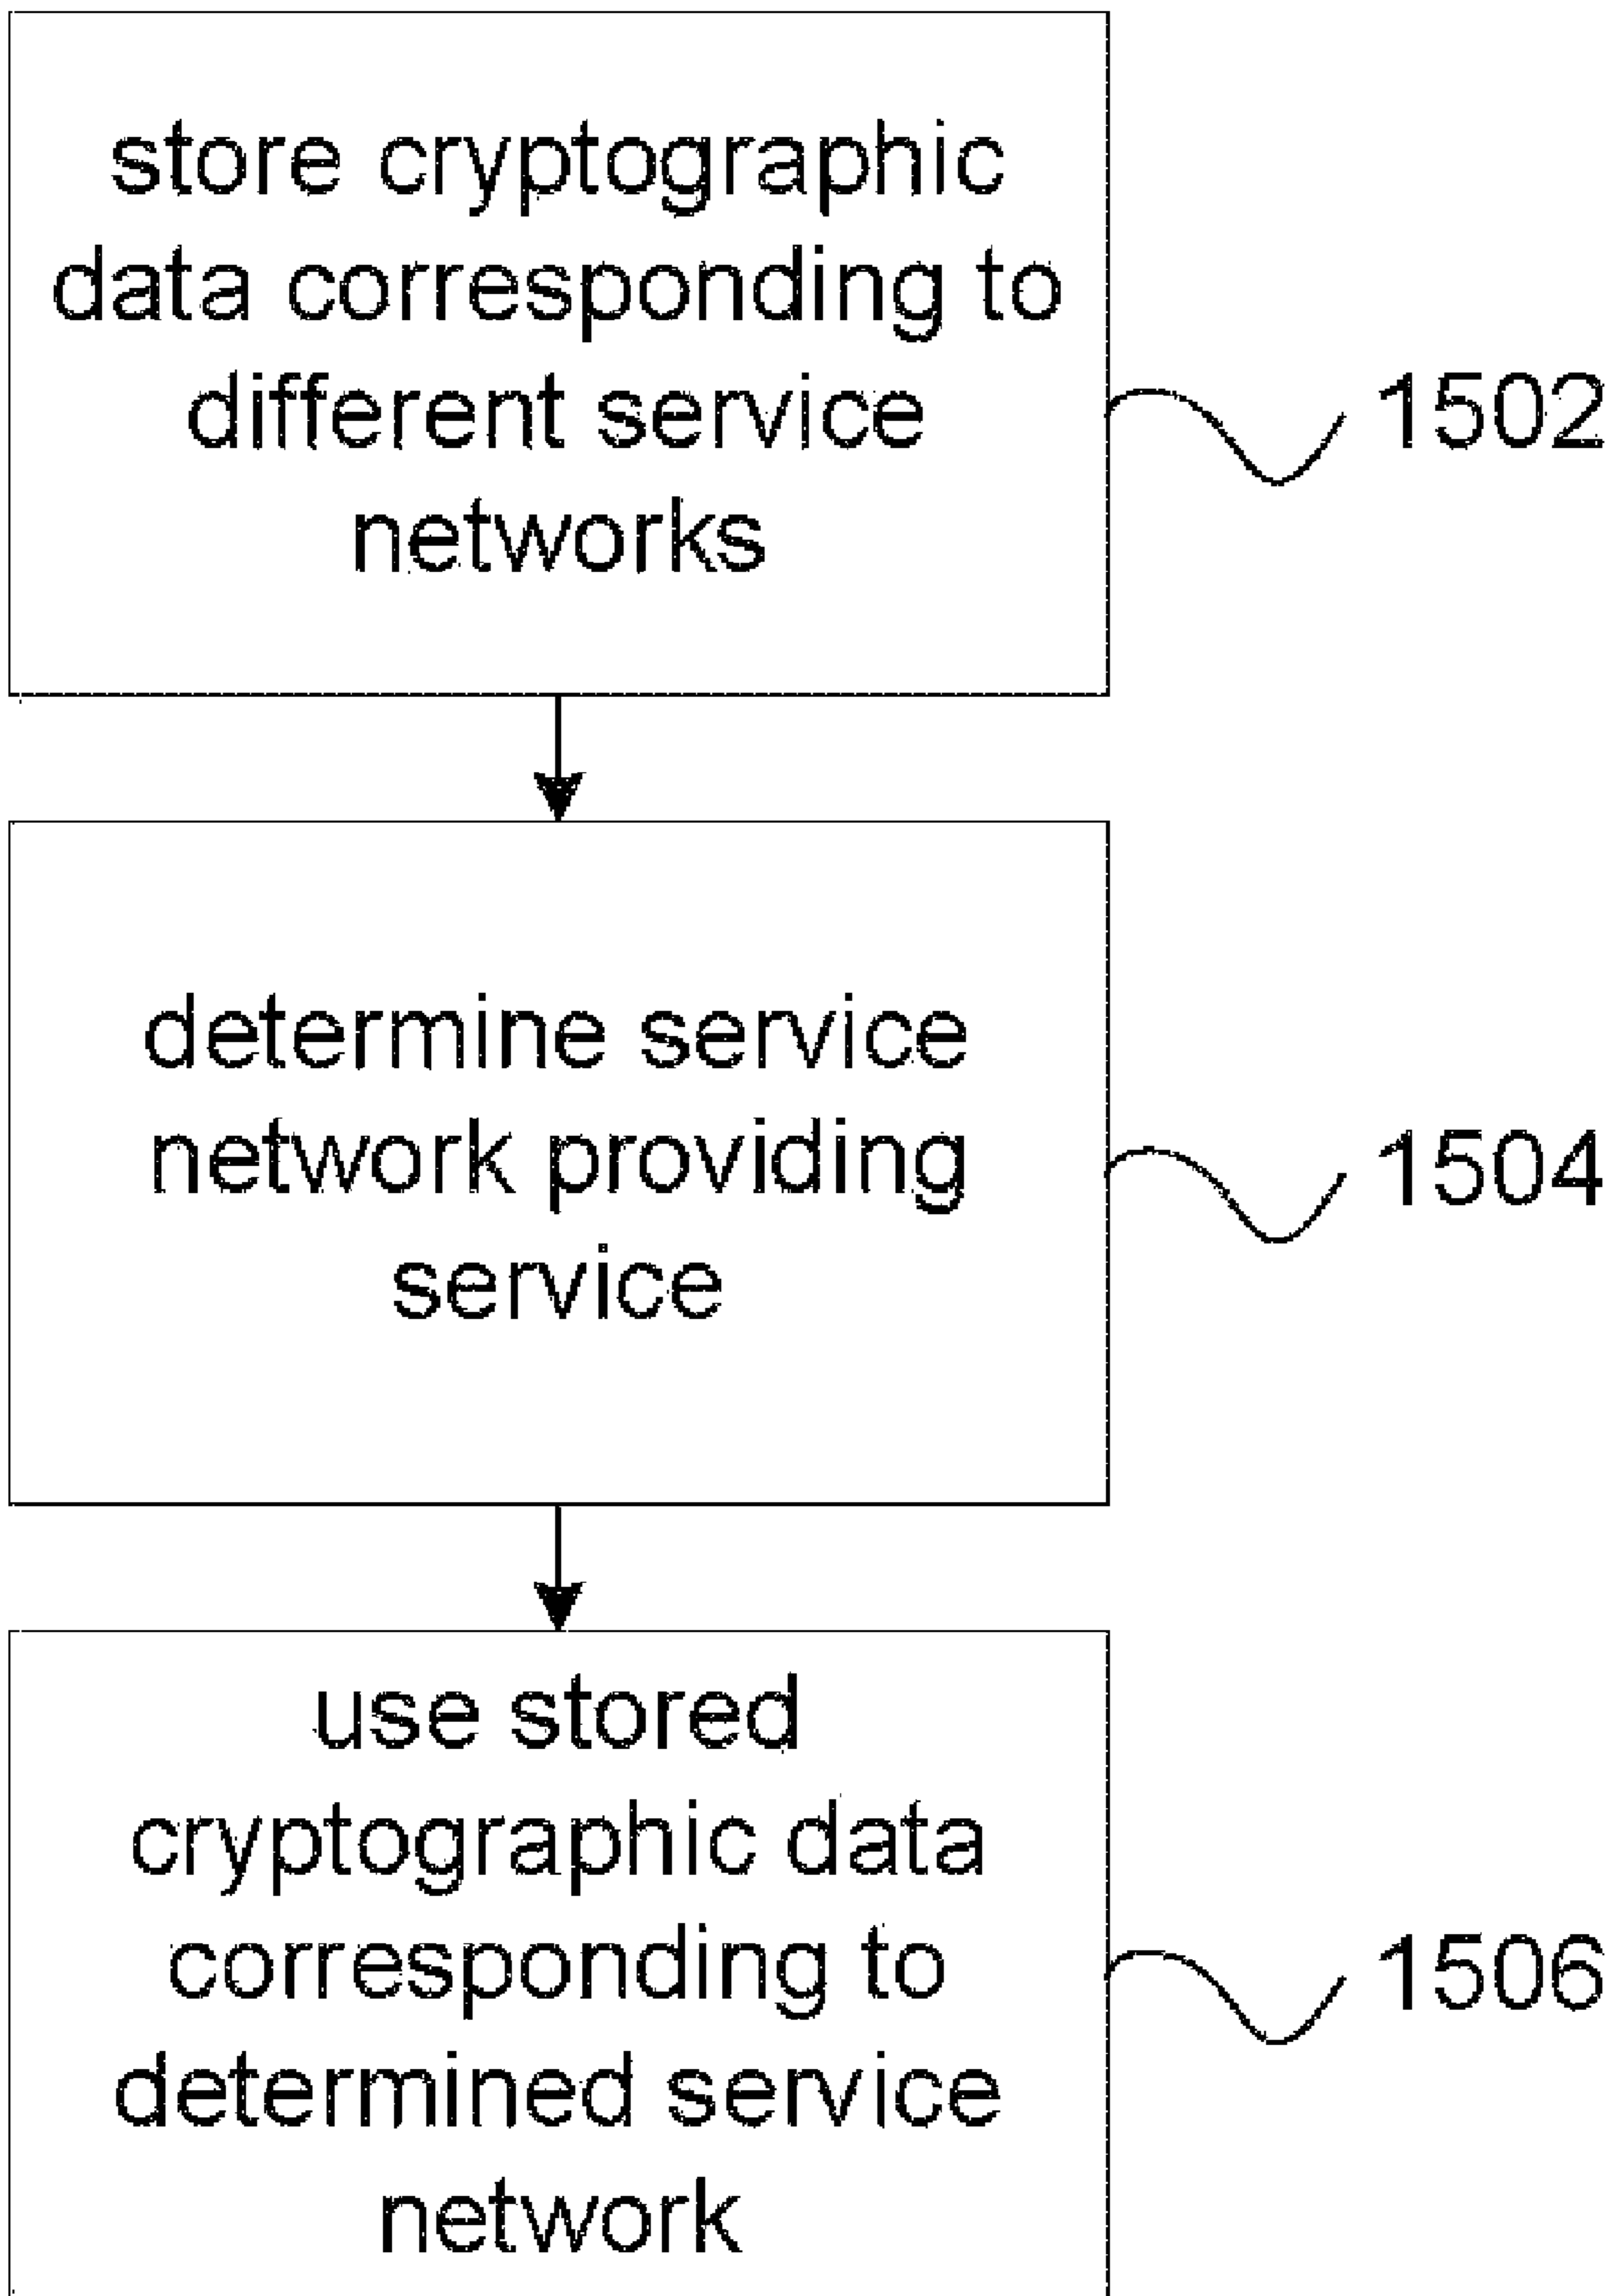 store cryptographic
data corresponding to
different service
networks
1502
determine service
network providing
service
1504
use stored
cryptographic data
corresponding to
determined service
network
1506